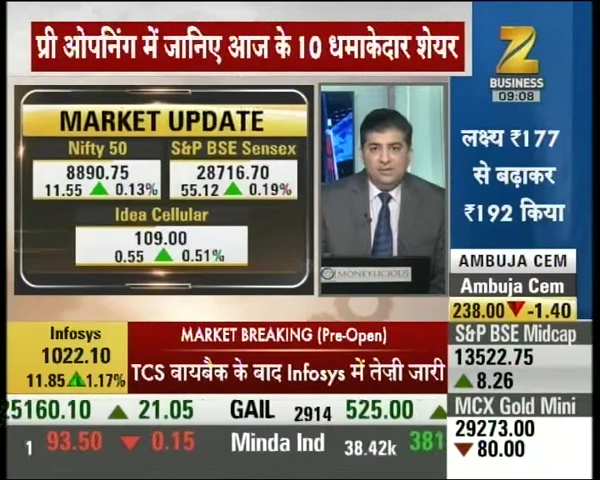 प्री ओपनिंग में जानिए आज के 10 धमाकेदार शेयर
Z
BUSINESS
09:08
MARKET UPDATE
Nifty 50
8890.75
11.55 0.13%
S&P BSE Sensex
28716.70
55.12 0.19%
Idea Cellular
109.00
0.55 0.51%
MONEYLICIOUS
लक्ष्य ₹177
से बढ़ाकर
₹192 किया
AMBUJA CEM
Ambuja Cem
238.00 -1.40
Infosys
1022.10
11.85 1.17%
MARKET BREAKING (Pre-Open)
TCS वायबैक के बाद Infosys में तेज़ी जारी
S&P BSE Midcap
13522.75
8.26
25160.10 21.05 GAIL 2914 525.00
1 93.50 0.15 Minda Ind 38.42k 381
MCX Gold Mini
29273.00
80.00